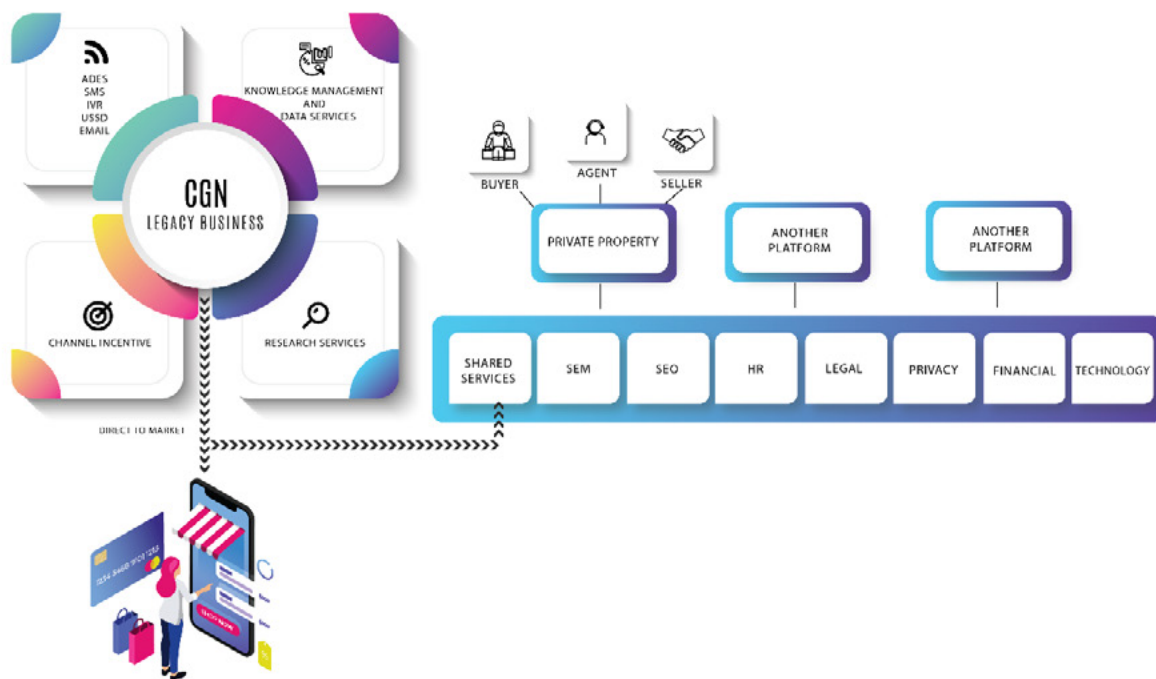 ADES
SMS
IVR
USSD
EMAIL
KNOWLEDGE MANAGEMENT
AND
DATA SERVICES
CGN
LEGACY BUSINESS
CHANNEL INCENTIVE
RESEARCH SERVICES
DIRECT TO MARKET
BUYER
AGENT
SELLER
PRIVATE PROPERTY
ANOTHER
PLATFORM
ANOTHER
PLATFORM
SHARED
SERVICES
SEM
SEO
HR
LEGAL
PRIVACY
FINANCIAL
TECHNOLOGY
SHOP NOW